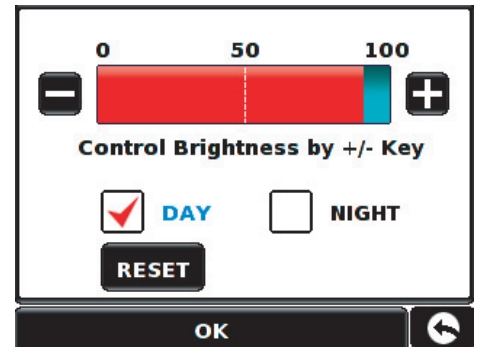 0 50 100
Control Brightness by +/- Key
DAY NIGHT
RESET
OK